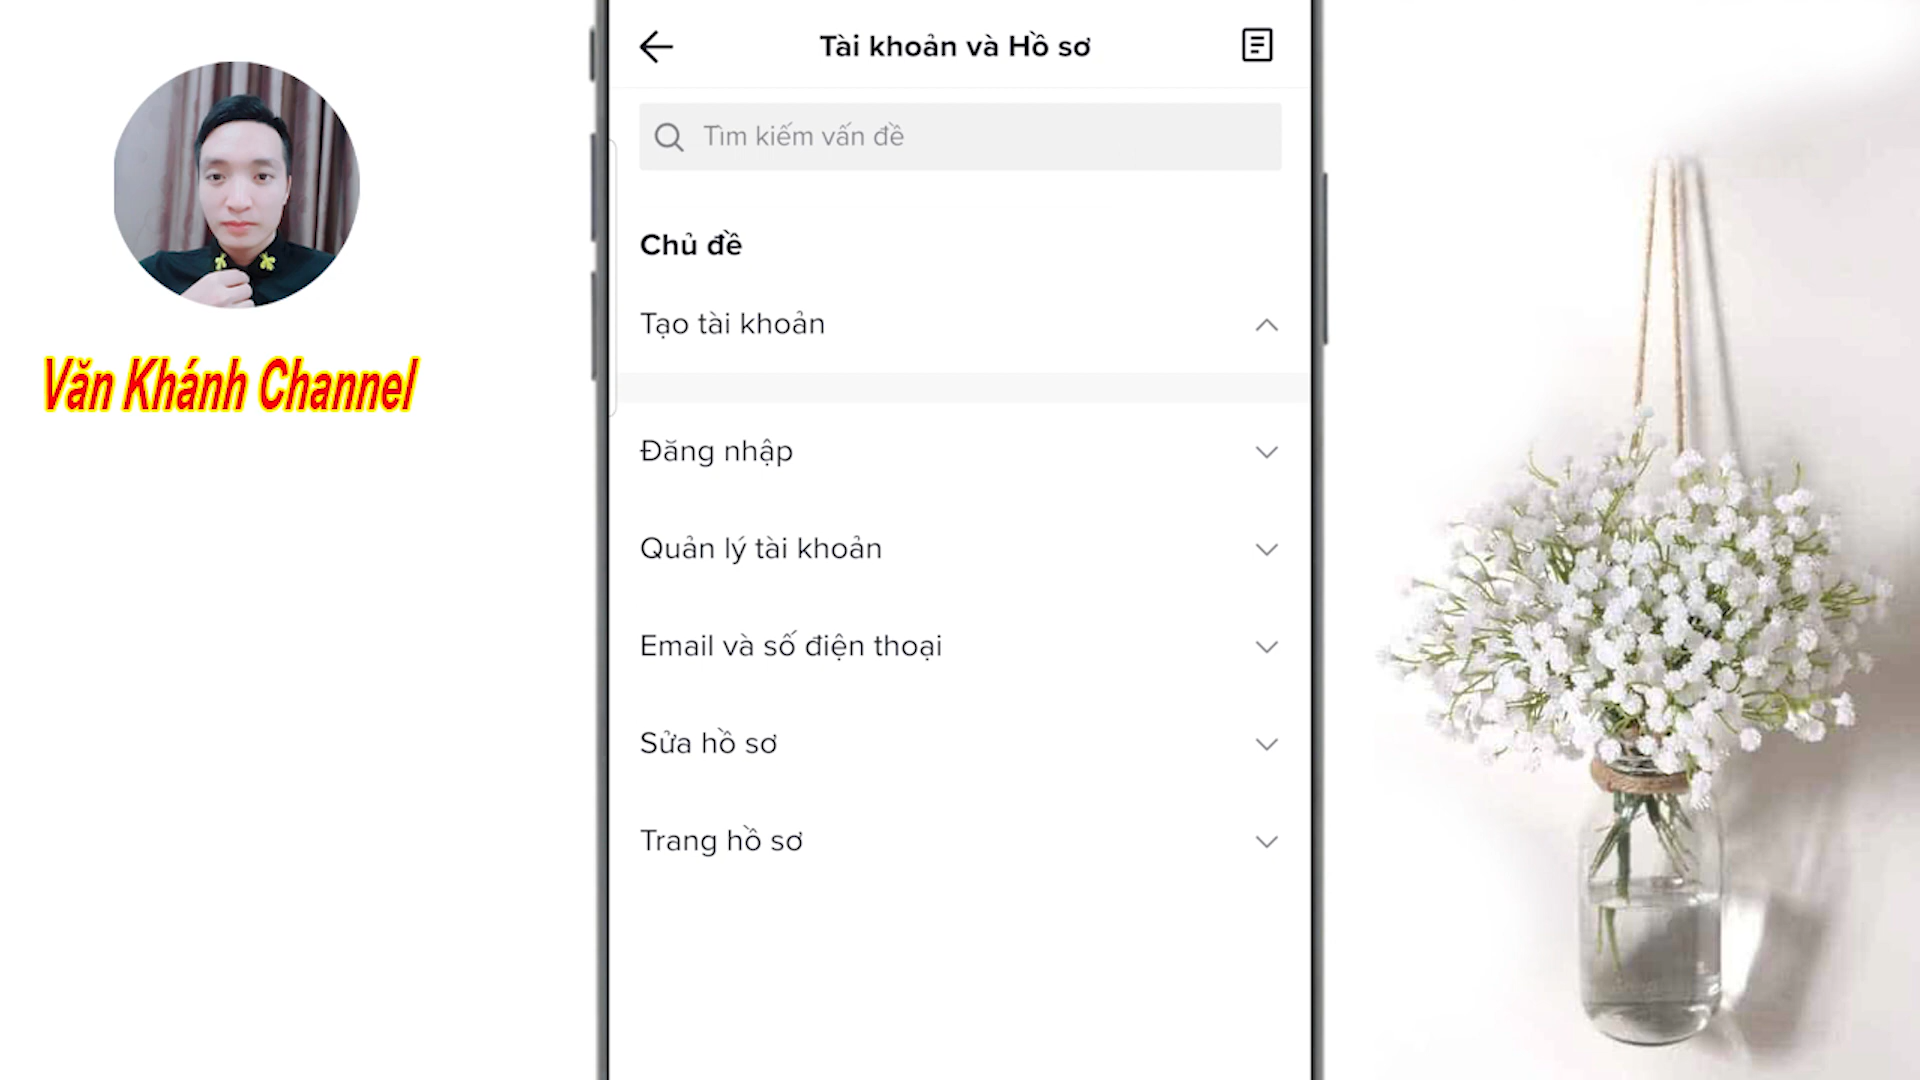 Văn Khánh Channel
Tài khoản và Hồ sơ
Tìm kiếm vấn đề
Chủ đề
Tạo tài khoản
Đăng nhập
Quản lý tài khoản
Email và số điện thoại
Sửa hồ sơ
Trang hồ sơ